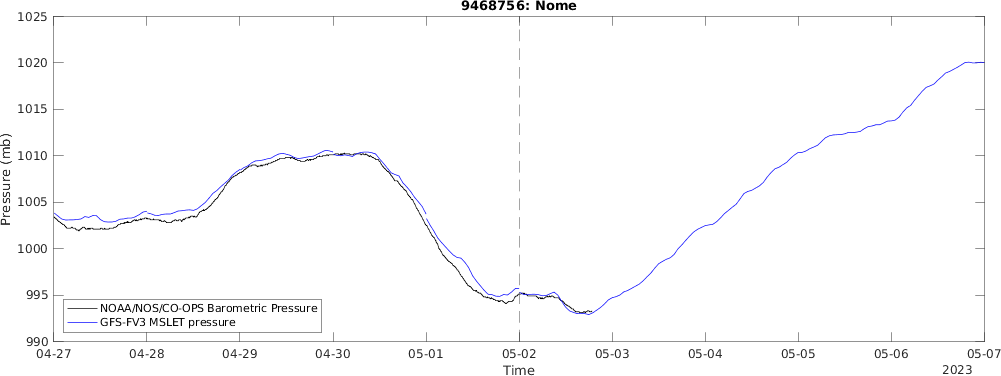 9468756: Nome
Pressure (mb)
1025
1020
1015
1010
1005
1000
995
990
NOAA/NOS/CO-OPS Barometric Pressure
GFS-FV3 MSLET pressure
04-27 04-28 04-29 04-30 05-01 05-02 05-03 05-04 05-05 05-06 05-07
Time
2023